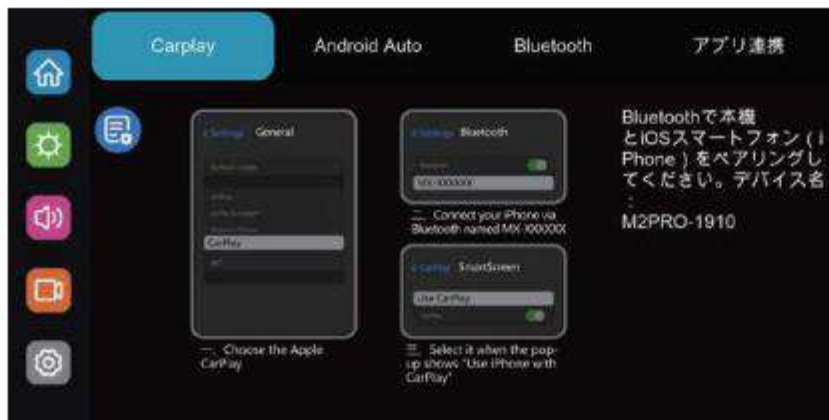 Carplay
Android Auto
Bluetooth
アプリ連携
General
CarPlay
一、Choose the Apple
CarPlay
Bluetooth
MX-XXXXXX
二、Connect your iPhone via
Bluetooth named MX-XXXXXX
SmartScreen
Use CarPlay
三、Select it when the pop-
up shows "Use iPhone with
CarPlay"
Bluetoothで本機
とiOSスマートフォン(i
Phone)をペアリングし
てください。デバイス名
:
M2PRO-1910